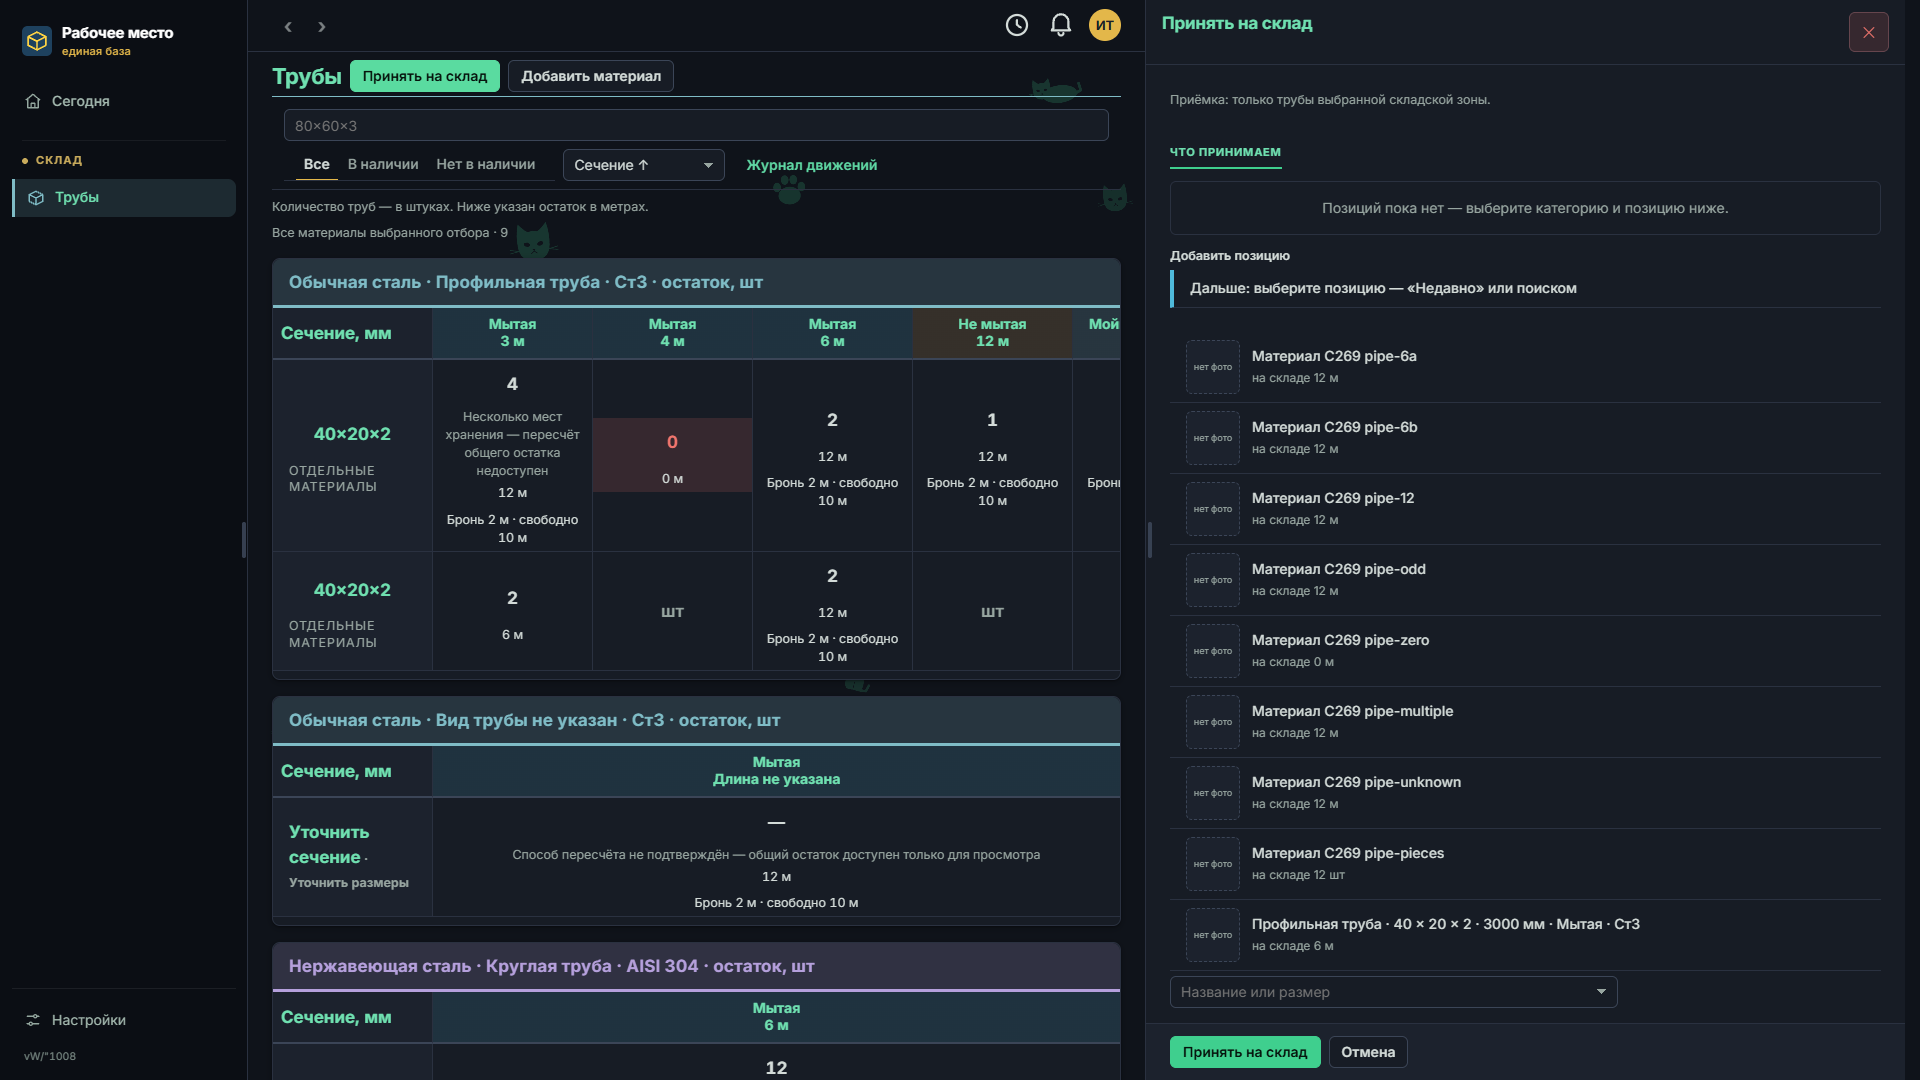 Рабочее место
единая база
Сегодня
СКЛАД
Трубы
Настройки
vW/"1008
ИТ
Трубы
Принять на склад
Добавить материал
80×60×3
Все
В наличии
Нет в наличии
Сечение ↑
Журнал движений
Количество труб — в штуках. Ниже указан остаток в метрах.
Все материалы выбранного отбора · 9
Обычная сталь · Профильная труба · Ст3 · остаток, шт
Сечение, мм
Мытая
3 м
Мытая
4 м
Мытая
6 м
Не мытая
12 м
Мой
40×20×2
ОТДЕЛЬНЫЕ
МАТЕРИАЛЫ
4
Несколько мест
хранения — пересчёт
общего остатка
недоступен
12 м
Бронь 2 м · свободно
10 м
0
0 м
2
12 м
Бронь 2 м · свободно
10 м
1
12 м
Бронь 2 м · свободно
10 м
Брон
40×20×2
ОТДЕЛЬНЫЕ
МАТЕРИАЛЫ
2
6 м
шт
2
12 м
Бронь 2 м · свободно
10 м
шт
Обычная сталь · Вид трубы не указан · Ст3 · остаток, шт
Сечение, мм
Мытая
Длина не указана
Уточнить
сечение ·
Уточнить размеры
—
Способ пересчёта не подтверждён — общий остаток доступен только для просмотра
12 м
Бронь 2 м · свободно 10 м
Нержавеющая сталь · Круглая труба · AISI 304 · остаток, шт
Сечение, мм
Мытая
6 м
12
Принять на склад
Приёмка: только трубы выбранной складской зоны.
ЧТО ПРИНИМАЕМ
Позиций пока нет — выберите категорию и позицию ниже.
Добавить позицию
Дальше: выберите позицию — «Недавно» или поиском
нет фото
Материал C269 pipe-6a
на складе 12 м
нет фото
Материал C269 pipe-6b
на складе 12 м
нет фото
Материал C269 pipe-12
на складе 12 м
нет фото
Материал C269 pipe-odd
на складе 12 м
нет фото
Материал C269 pipe-zero
на складе 0 м
нет фото
Материал C269 pipe-multiple
на складе 12 м
нет фото
Материал C269 pipe-unknown
на складе 12 м
нет фото
Материал C269 pipe-pieces
на складе 12 шт
нет фото
Профильная труба · 40 × 20 × 2 · 3000 мм · Мытая · Ст3
на складе 6 м
Название или размер
Принять на склад
Отмена